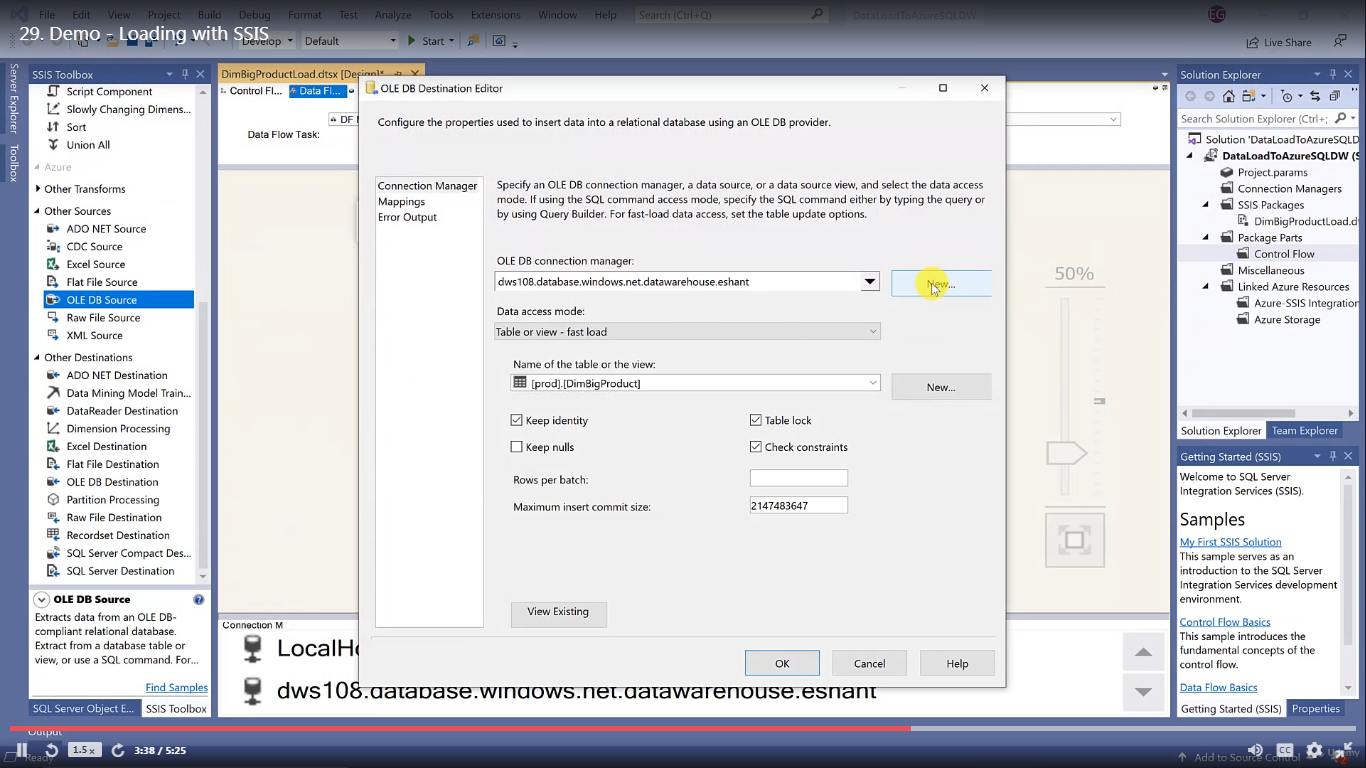 File Edit View Project Build Debug Format Test Analyze Tools Extensions Window Help Search (Ctrl+Q) DataLoadToAzureSQLDW EG
29. Demo - Loading with SSIS
Develop Default Start Live Share
Server Explorer
Toolbox
SSIS Toolbox
Script Component
Slowly Changing Dimens...
Sort
Union All
Azure
Other Transforms
Other Sources
ADO NET Source
CDC Source
Excel Source
Flat File Source
OLE DB Source
Raw File Source
XML Source
Other Destinations
ADO NET Destination
Data Mining Model Train...
DataReader Destination
Dimension Processing
Excel Destination
Flat File Destination
OLE DB Destination
Partition Processing
Raw File Destination
Recordset Destination
SQL Server Compact Des...
SQL Server Destination
OLE DB Source
Extracts data from an OLE DB-
compliant relational database.
Extract from a database table or
view, or use a SQL command. For...
Find Samples
SQL Server Object E... SSIS Toolbox
DimBigProductLoad.dtsx [Design]*
Control Fl... Data Fl...
Data Flow Task: DF M
OLE DB Destination Editor
Configure the properties used to insert data into a relational database using an OLE DB provider.
Connection Manager
Mappings
Error Output
Specify an OLE DB connection manager, a data source, or a data source view, and select the data access
mode. If using the SQL command access mode, specify the SQL command either by typing the query or
by using Query Builder. For fast-load data access, set the table update options.
OLE DB connection manager:
dws108.database.windows.net.datawarehouse.eshant New...
Data access mode:
Table or view - fast load
Name of the table or the view:
[prod].[DimBigProduct] New...
Keep identity Table lock
Keep nulls Check constraints
Rows per batch:
Maximum insert commit size: 2147483647
View Existing
OK Cancel Help
50%
Connection M
LocalHo
dws108.database.windows.net.datawarehouse.eshant
Solution Explorer
Search Solution Explorer (Ctrl+;
Solution 'DataLoadToAzureSQLDW
DataLoadToAzureSQLDW
Project.params
Connection Managers
SSIS Packages
DimBigProductLoad.d
Package Parts
Control Flow
Miscellaneous
Linked Azure Resources
Azure-SSIS Integration
Azure Storage
Solution Explorer Team Explorer
Getting Started (SSIS)
Welcome to SQL Server
Integration Services (SSIS).
Samples
My First SSIS Solution
This sample serves as an
introduction to the SQL Server
Integration Services development
environment.
Control Flow Basics
This sample introduces the
fundamental concepts of the
control flow.
Data Flow Basics
Getting Started (SSIS) Properties
Output
1.5x 3:38 / 5:25 CC
Ready Add to Source Control